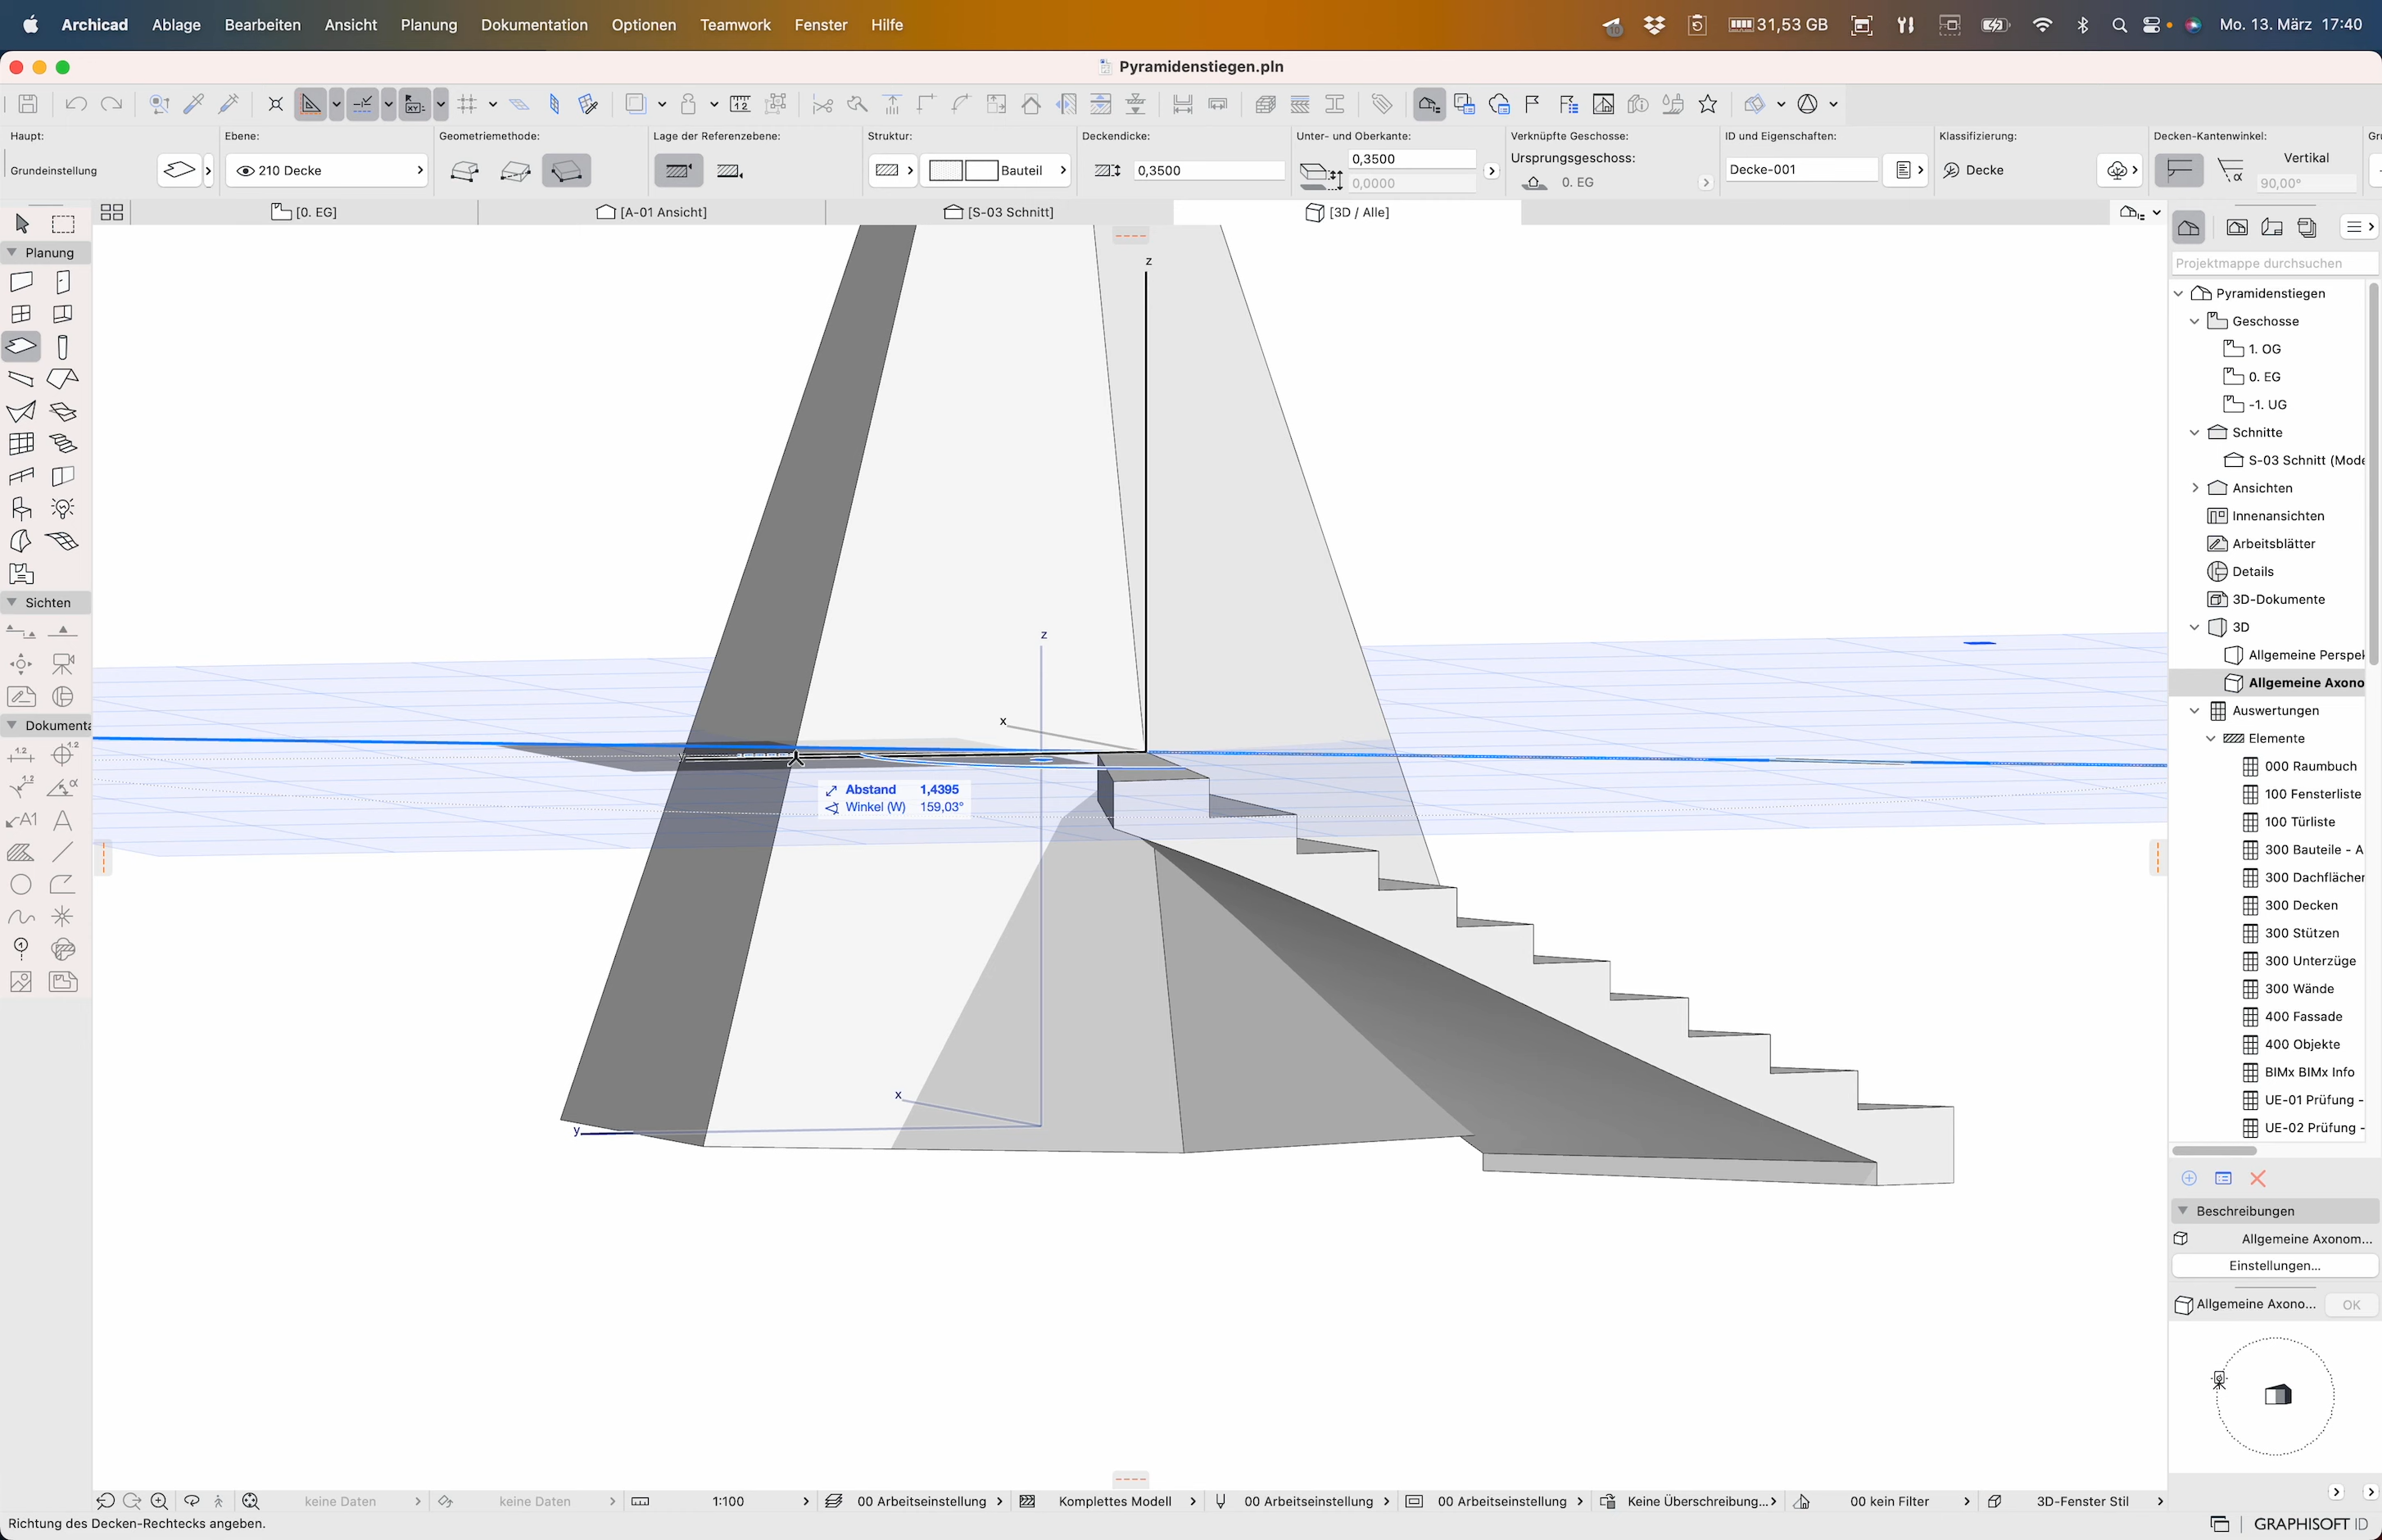 Archicad Ablage Bearbeiten Ansicht Planung Dokumentation Optionen Teamwork Fenster Hilfe 10 31,53 GB Mo. 13. März 17:40
Pyramidenstiegen.pln
Haupt: Ebene: Geometriemethode: Lage der Referenzebene: Struktur: Deckendicke: Unter- und Oberkante: Verknüpfte Geschosse: ID und Eigenschaften: Klassifizierung: Decken-Kantenwinkel:
Grundeinstellung 210 Decke Bauteil 0,3500 0,3500 Ursprungsgeschoss: Decke-001 Decke Vertikal
0,0000 0. EG 90,00°
[0. EG] [A-01 Ansicht] [S-03 Schnitt] [3D / Alle]
Planung
Sichten
Dokumenta
z
z
x
y
Abstand 1,4395
Winkel (W) 159,03°
x
y
Projektmappe durchsuchen
Pyramidenstiegen
Geschosse
1. OG
0. EG
-1. UG
Schnitte
S-03 Schnitt (Mode
Ansichten
Innenansichten
Arbeitsblätter
Details
3D-Dokumente
3D
Allgemeine Perspek
Allgemeine Axono
Auswertungen
Elemente
000 Raumbuch
100 Fensterliste
100 Türliste
300 Bauteile - A
300 Dachflächen
300 Decken
300 Stützen
300 Unterzüge
300 Wände
400 Fassade
400 Objekte
BIMx BIMx Info
UE-01 Prüfung -
UE-02 Prüfung -
Beschreibungen
Allgemeine Axonom...
Einstellungen...
Allgemeine Axono... OK
keine Daten keine Daten 1:100 00 Arbeitseinstellung Komplettes Modell 00 Arbeitseinstellung 00 Arbeitseinstellung Keine Überschreibung... 00 kein Filter 3D-Fenster Stil
Richtung des Decken-Rechtecks angeben. GRAPHISOFT ID